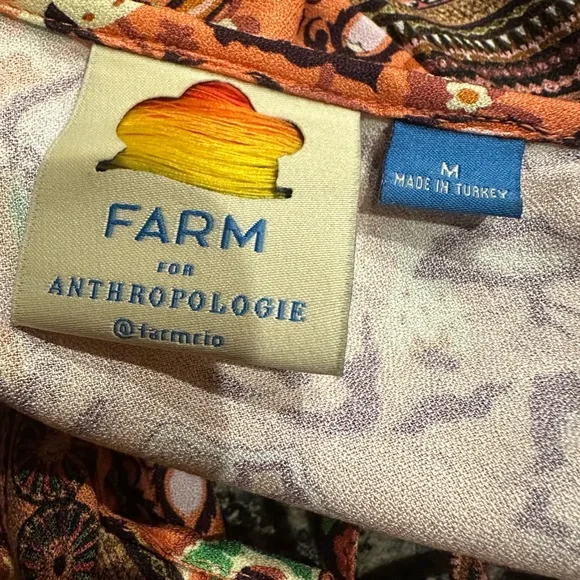 FARM
FOR
ANTHROPOLOGIE
@farmrio
M
MADE IN TURKEY